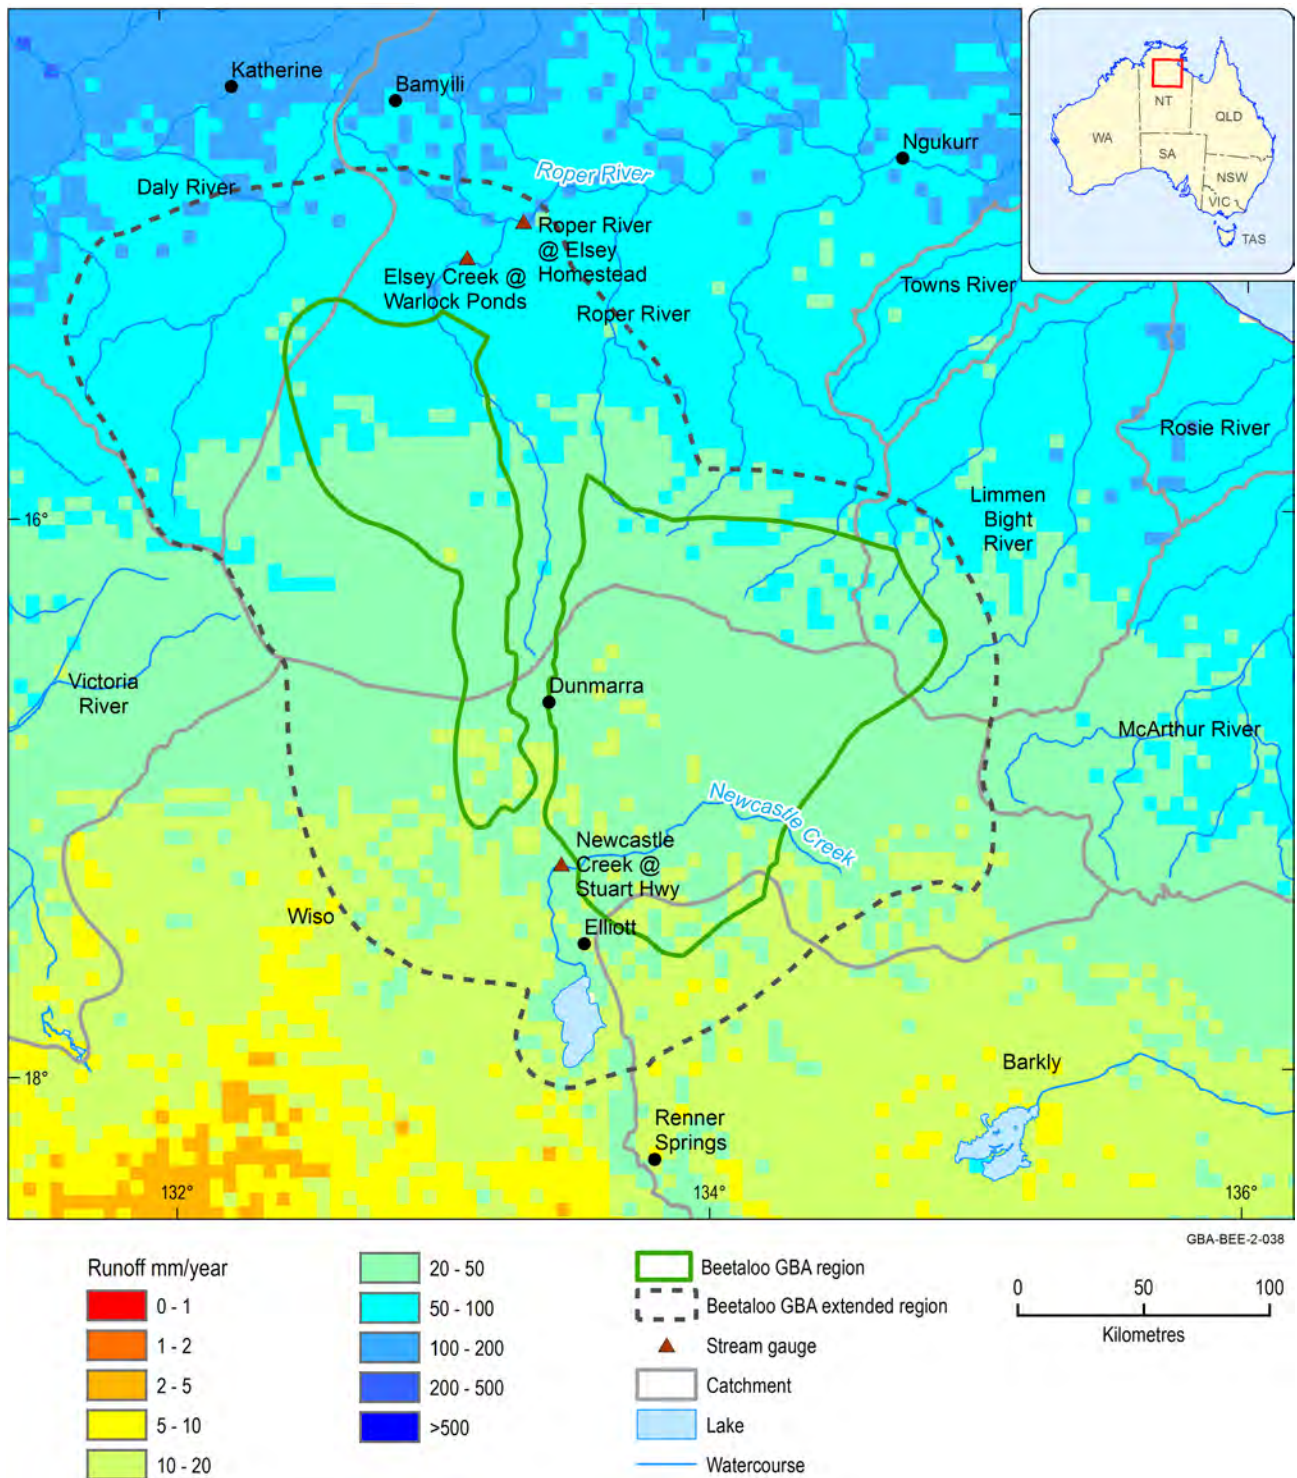 Katherine
Bamyili
Ngukurr
Daly River
Roper River
Roper River
@ Elsey
Homestead
Elsey Creek @
Warlock Ponds
Roper River
Towns River
Rosie River
Limmen
Bight
River
16°
Victoria
River
Dunmarra
McArthur River
Newcastle Creek
Newcastle
Creek @
Stuart Hwy
Wiso
Elliott
18°
Barkly
Renner
Springs
132°
134°
136°
WA
NT
QLD
SA
NSW
VIC
TAS
GBA-BEE-2-038
Runoff mm/year
0 - 1
1 - 2
2 - 5
5 - 10
10 - 20
20 - 50
50 - 100
100 - 200
200 - 500
>500
Beetaloo GBA region
Beetaloo GBA extended region
Stream gauge
Catchment
Lake
Watercourse
0 50 100
Kilometres